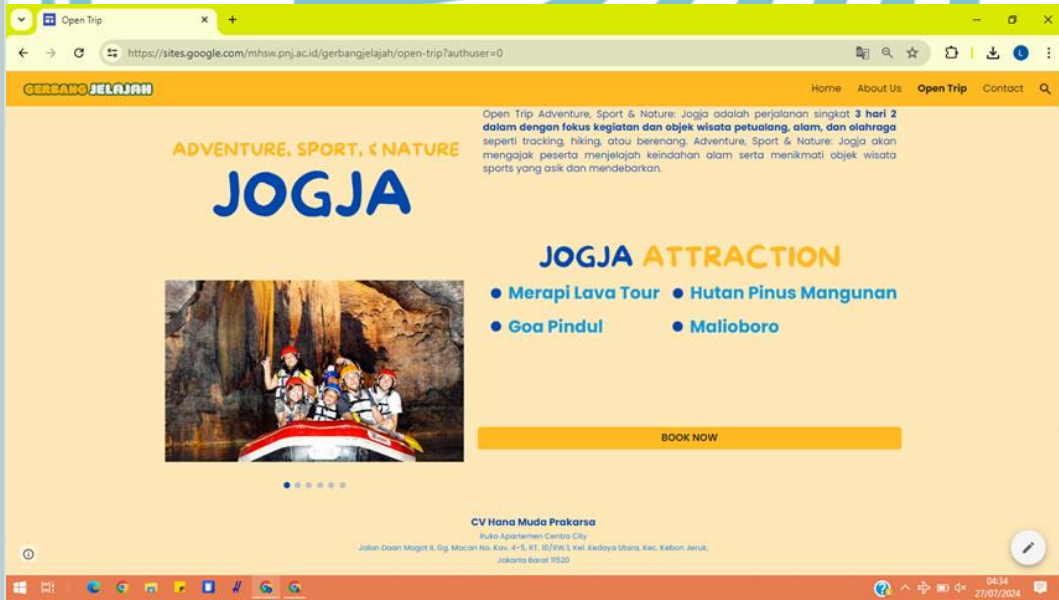 Open Trip
https://sites.google.com/mhsw.pnj.ac.id/gerbangjelajah/open-trip?authuser=0
L
GERBANG JELAJAH
Home About Us Open Trip Contact
ADVENTURE, SPORT, & NATURE
JOGJA
Open Trip Adventure, Sport & Nature: Jogja adalah perjalanan singkat 3 hari 2
dalam dengan fokus kegiatan dan objek wisata petualang, alam, dan olahraga
seperti tracking, hiking, atau berenang. Adventure, Sport & Nature: Jogja akan
mengajak peserta menjelajah keindahan alam serta menikmati objek wisata
sports yang asik dan mendebarkan.
JOGJA ATTRACTION
Merapi Lava Tour
Hutan Pinus Mangunan
Goa Pindul
Malioboro
BOOK NOW
CV Hana Muda Prakarsa
Ruko Apartemen Centro City
Jalan Daan Mogot II, Gg. Macan No. Kav. 4-5, RT. 10/RW.1, Kel. Kedoya Utara, Kec. Kebon Jeruk,
Jakarta Barat 11520
04:34
27/07/2024